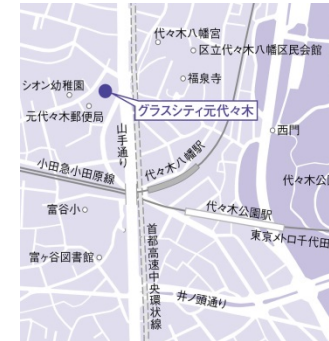 代々木八幡宮
区立代々木八幡区民会館
シオン幼稚園
福泉寺
グラスシティ元代々木
元代々木郵便局
山手通り
西門
小田急小田原線
代々木八幡駅
代々木公
富谷小
代々木公園駅
東京メトロ千代田
首都高速中央環状線
富ヶ谷図書館
井ノ頭通り